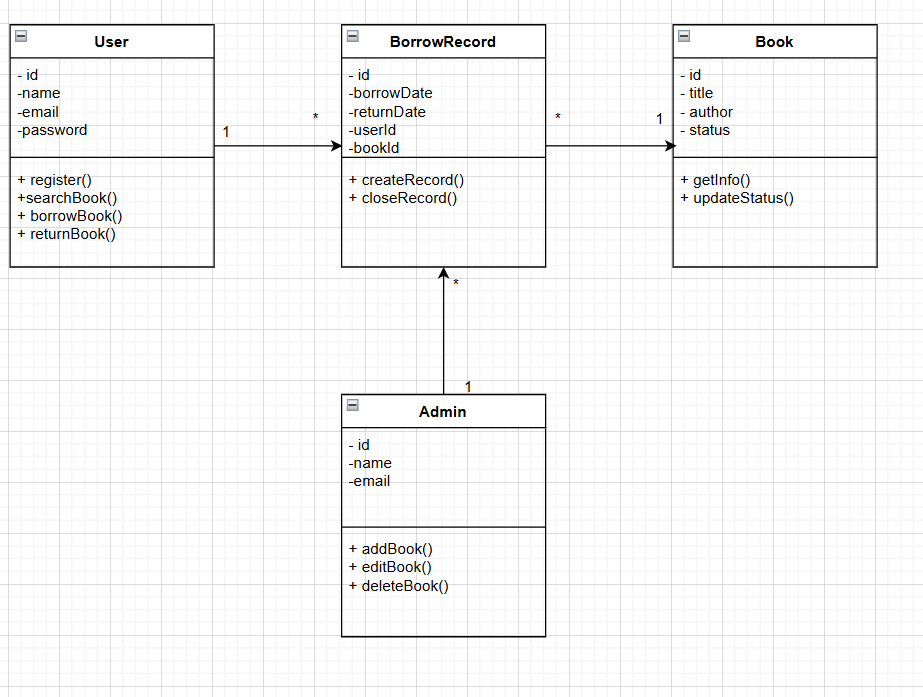 User
- id
-name
-email
-password
+ register()
+searchBook()
+ borrowBook()
+ returnBook()
1
*
BorrowRecord
- id
-borrowDate
-returnDate
-userId
-bookId
+ createRecord()
+ closeRecord()
*
1
Book
- id
- title
- author
- status
+ getInfo()
+ updateStatus()
*
1
Admin
- id
-name
-email
+ addBook()
+ editBook()
+ deleteBook()